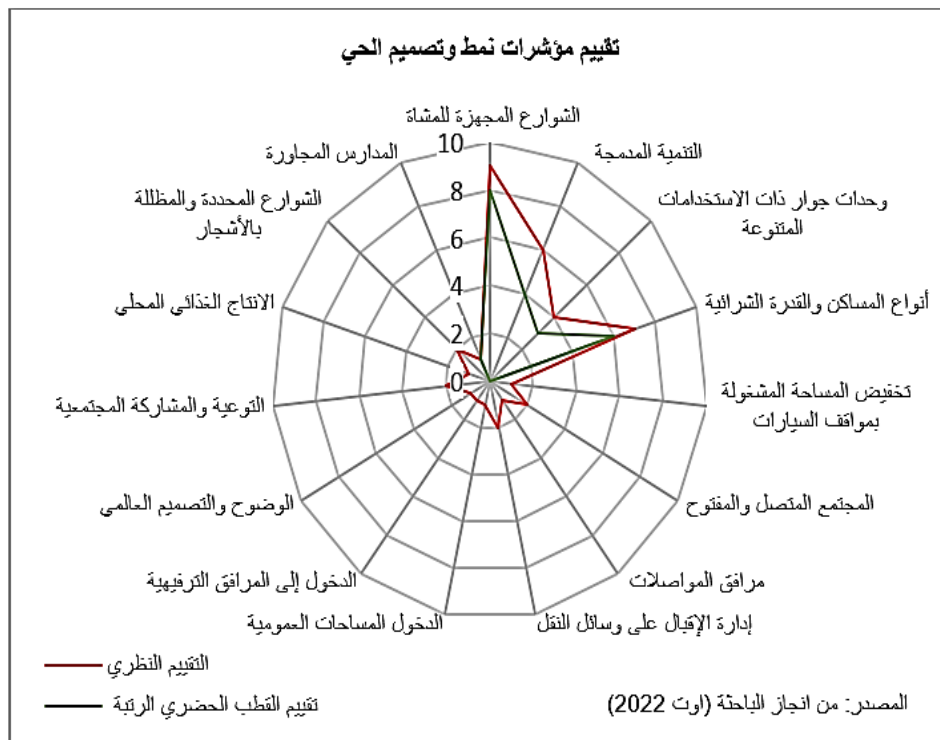 تقييم مؤشرات نمط وتصميم الحي
الشوارع المجهزة للمشاة
التنمية المدمجة
وحدات جوار ذات الاستخدامات
المتنوعة
أنواع المساكن والقدرة الشرائية
تخفيض المساحة المشغولة
بمواقف السيارات
المجتمع المتصل والمفتوح
مرافق المواصلات
إدارة الإقبال على وسائل النقل
الدخول المساحات العمومية
الدخول إلى المرافق الترفيهية
الوضوح والتصميم العالمي
التوعية والمشاركة المجتمعية
الانتاج الغذائي المحلي
الشوارع المحددة والمظللة
بالأشجار
المدارس المجاورة
10
8
6
4
2
0
التقييم النظري
تقييم القطب الحضري الرتبة
المصدر: من انجاز الباحثة (اوت 2022)